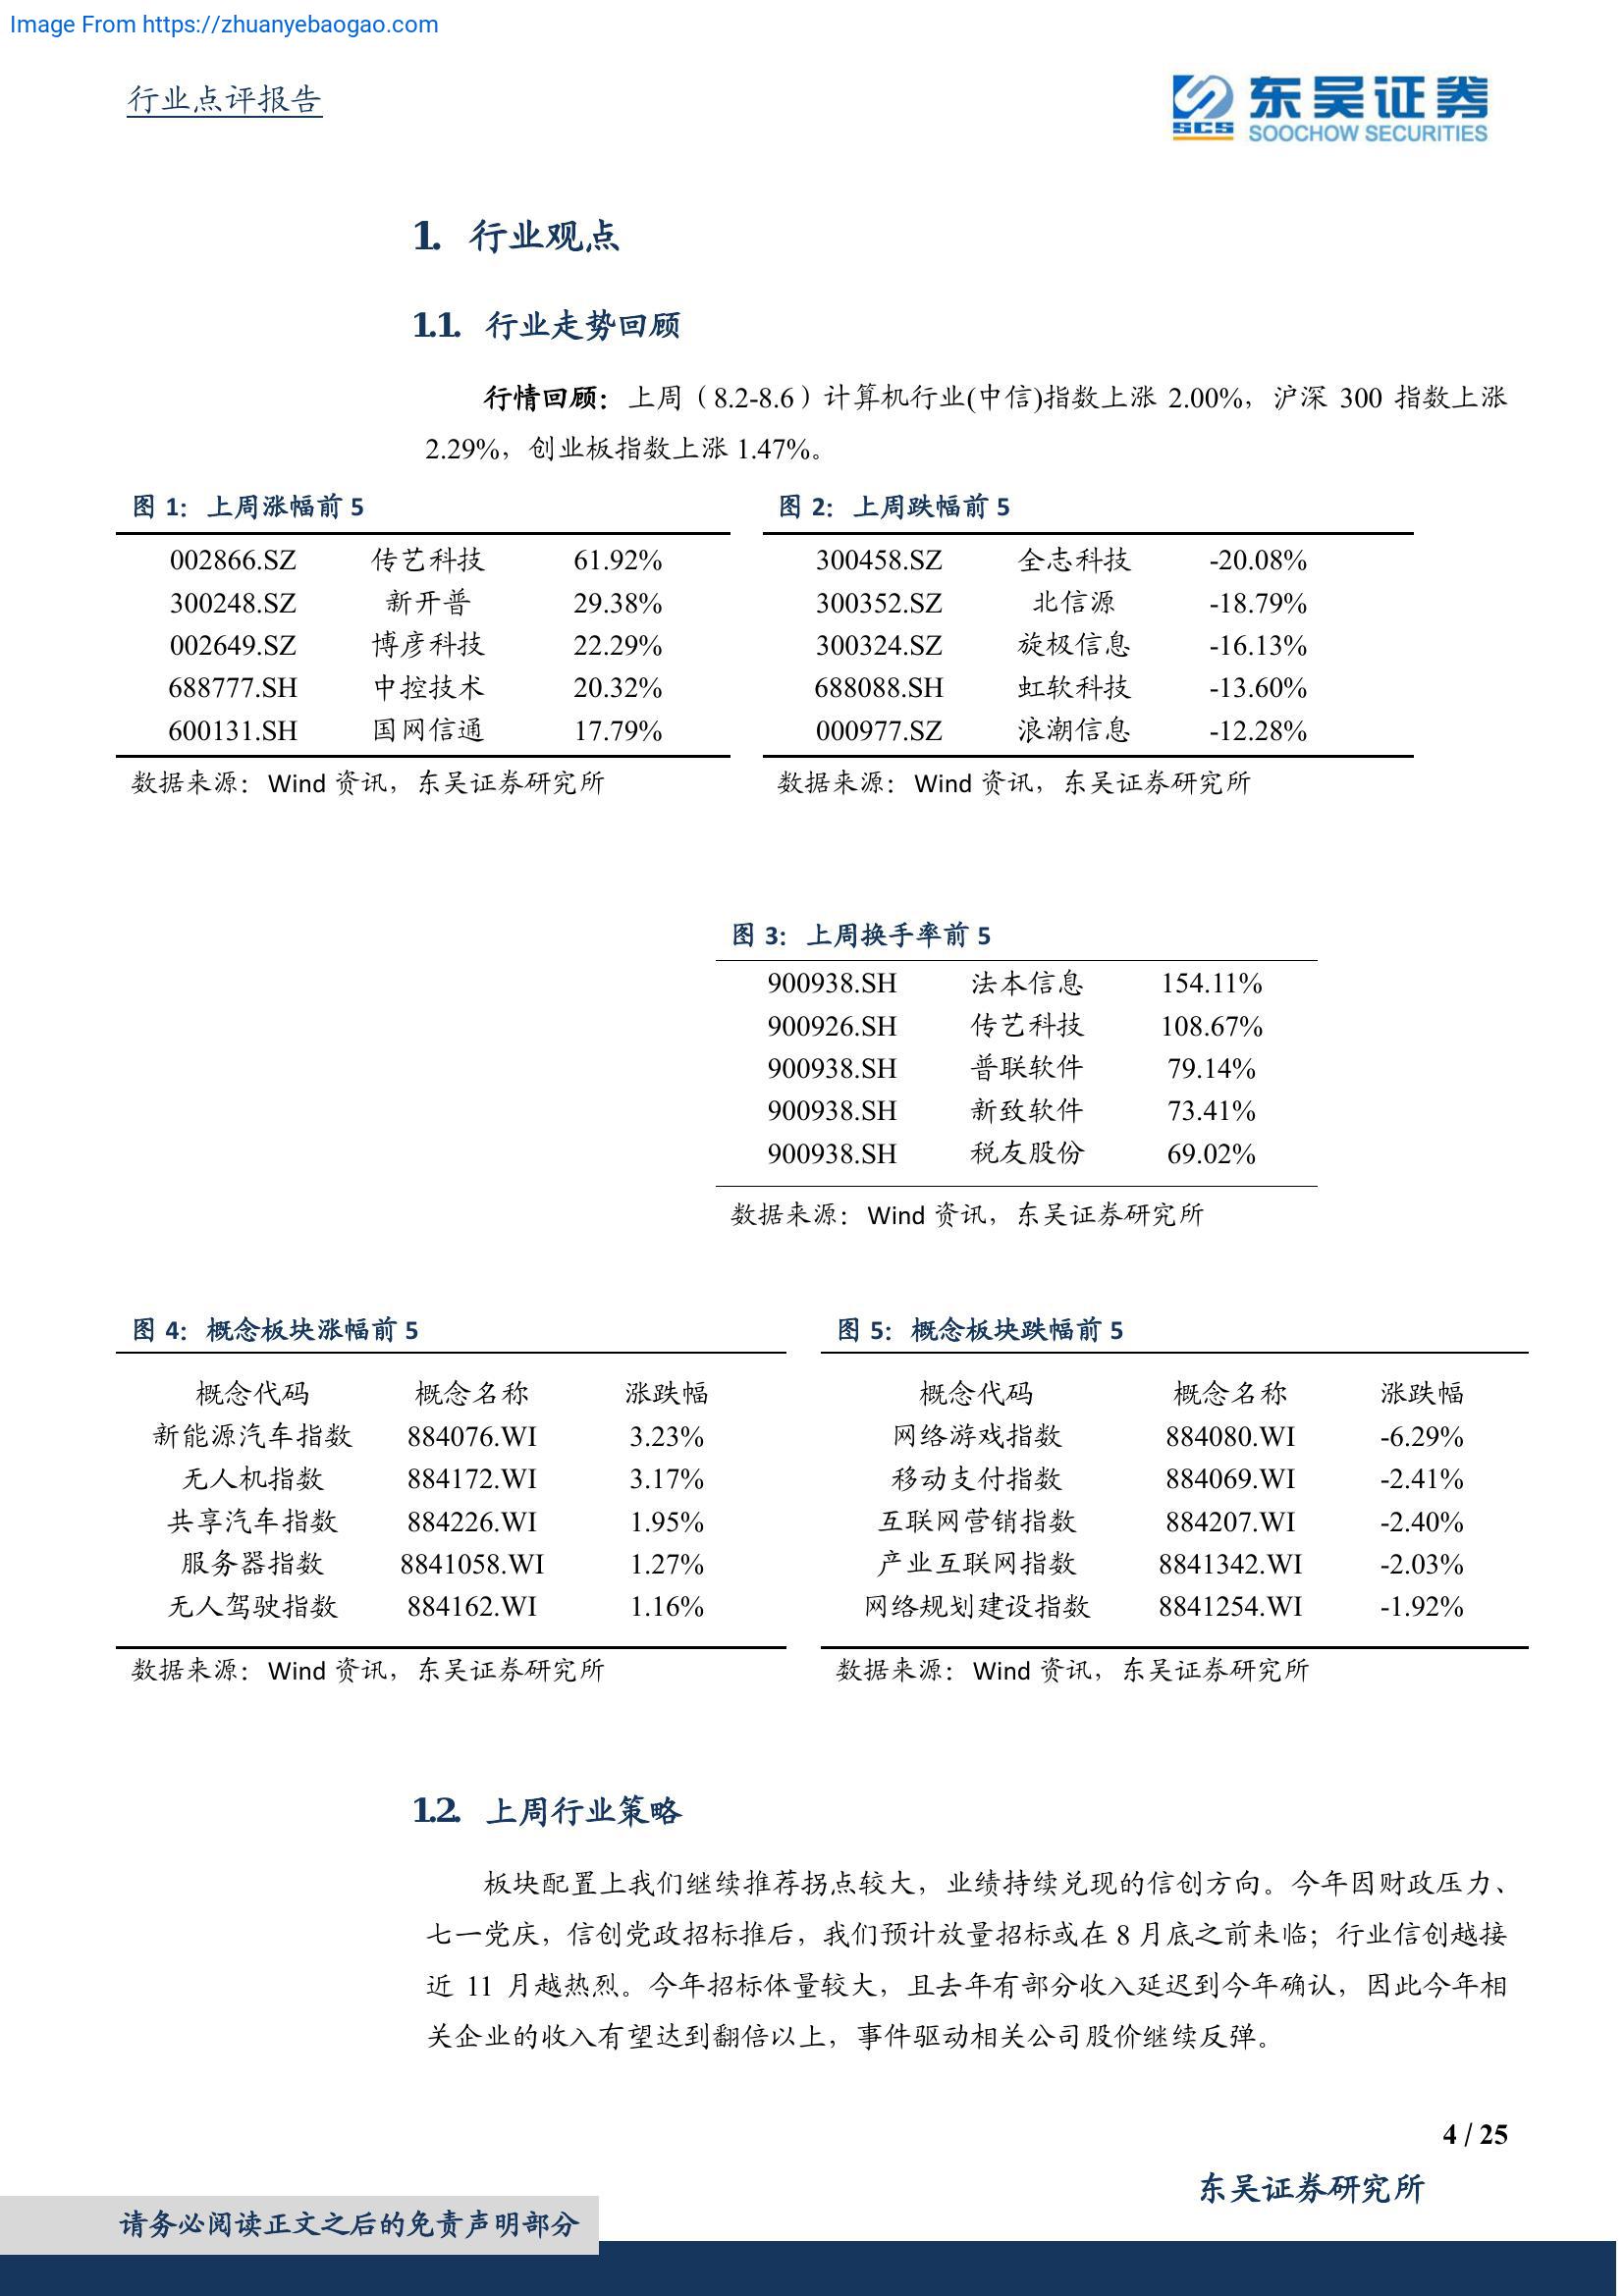 Image From https://zhuanyebaogao.com
行业点评报告
SCS 东吴证券
SOOCHOW SECURITIES
1. 行业观点
1.1. 行业走势回顾
行情回顾：上周（8.2-8.6）计算机行业(中信)指数上涨 2.00%，沪深 300 指数上涨
2.29%，创业板指数上涨 1.47%。
图 1：上周涨幅前 5
002866.SZ 传艺科技 61.92%
300248.SZ 新开普 29.38%
002649.SZ 博彦科技 22.29%
688777.SH 中控技术 20.32%
600131.SH 国网信通 17.79%
数据来源：Wind 资讯，东吴证券研究所
图 2：上周跌幅前 5
300458.SZ 全志科技 -20.08%
300352.SZ 北信源 -18.79%
300324.SZ 旋极信息 -16.13%
688088.SH 虹软科技 -13.60%
000977.SZ 浪潮信息 -12.28%
数据来源：Wind 资讯，东吴证券研究所
图 3：上周换手率前 5
900938.SH 法本信息 154.11%
900926.SH 传艺科技 108.67%
900938.SH 普联软件 79.14%
900938.SH 新致软件 73.41%
900938.SH 税友股份 69.02%
数据来源：Wind 资讯，东吴证券研究所
图 4：概念板块涨幅前 5
概念代码 概念名称 涨跌幅
新能源汽车指数 884076.WI 3.23%
无人机指数 884172.WI 3.17%
共享汽车指数 884226.WI 1.95%
服务器指数 8841058.WI 1.27%
无人驾驶指数 884162.WI 1.16%
数据来源：Wind 资讯，东吴证券研究所
图 5：概念板块跌幅前 5
概念代码 概念名称 涨跌幅
网络游戏指数 884080.WI -6.29%
移动支付指数 884069.WI -2.41%
互联网营销指数 884207.WI -2.40%
产业互联网指数 8841342.WI -2.03%
网络规划建设指数 8841254.WI -1.92%
数据来源：Wind 资讯，东吴证券研究所
1.2. 上周行业策略
板块配置上我们继续推荐拐点较大，业绩持续兑现的信创方向。今年因财政压力、
七一党庆，信创党政招标推后，我们预计放量招标或在 8 月底之前来临；行业信创越接
近 11 月越热烈。今年招标体量较大，且去年有部分收入延迟到今年确认，因此今年相
关企业的收入有望达到翻倍以上，事件驱动相关公司股价继续反弹。
4 / 25
东吴证券研究所
请务必阅读正文之后的免责声明部分